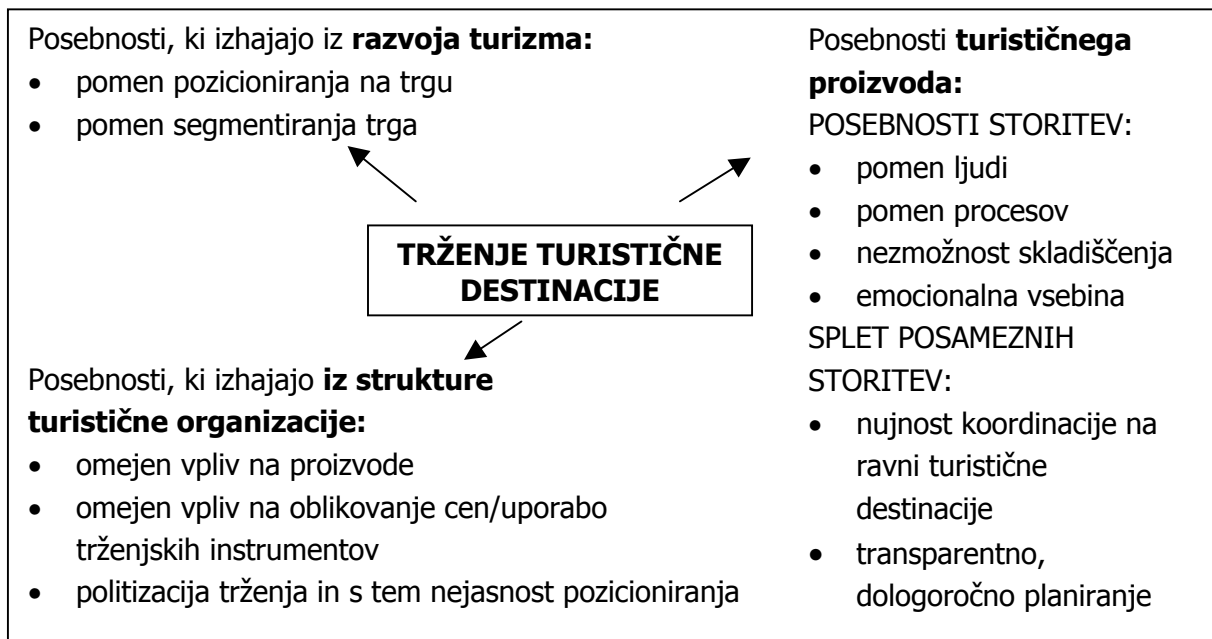 Posebnosti, ki izhajajo iz razvoja turizma:
• pomen pozicioniranja na trgu
• pomen segmentiranja trga
TRŽENJE TURISTIČNE
DESTINACIJE
Posebnosti, ki izhajajo iz strukture
turistične organizacije:
• omejen vpliv na proizvode
• omejen vpliv na oblikovanje cen/uporabo
trženjskih instrumentov
• politizacija trženja in s tem nejasnost pozicioniranja
Posebnosti turističnega
proizvoda:
POSEBNOSTI STORITEV:
• pomen ljudi
• pomen procesov
• nezmožnost skladiščenja
• emocionalna vsebina
SPLET POSAMEZNIH
STORITEV:
• nujnost koordinacije na
ravni turistične
destinacije
• transparentno,
dologoročno planiranje